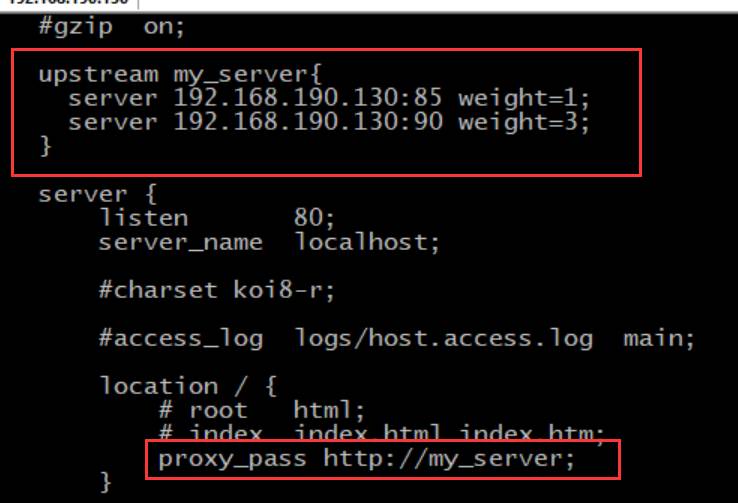 192.168.190.130
#gzip  on;
upstream my_server{
  server 192.168.190.130:85 weight=1;
  server 192.168.190.130:90 weight=3;
}
server {
    listen       80;
    server_name  localhost;
    #charset koi8-r;
    #access_log  logs/host.access.log  main;
    location / {
        # root   html;
        # index  index.html index.htm;
        proxy_pass http://my_server;
    }